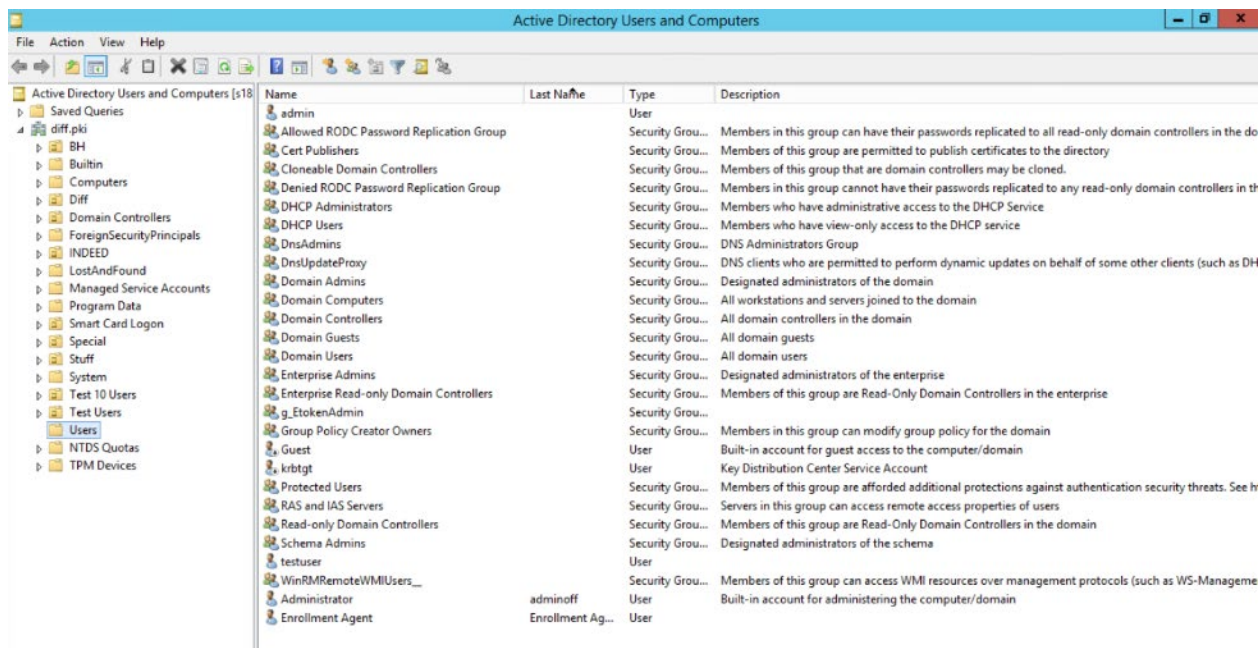 Active Directory Users and Computers
File Action View Help
Active Directory Users and Computers [s18
Saved Queries
diff.pki
BH
Builtin
Computers
Diff
Domain Controllers
ForeignSecurityPrincipals
INDEED
LostAndFound
Managed Service Accounts
Program Data
Smart Card Logon
Special
Stuff
System
Test 10 Users
Test Users
Users
NTDS Quotas
TPM Devices
Name Last Name Type Description
admin User
Allowed RODC Password Replication Group Security Grou... Members in this group can have their passwords replicated to all read-only domain controllers in the do
Cert Publishers Security Grou... Members of this group are permitted to publish certificates to the directory
Cloneable Domain Controllers Security Grou... Members of this group that are domain controllers may be cloned.
Denied RODC Password Replication Group Security Grou... Members in this group cannot have their passwords replicated to any read-only domain controllers in th
DHCP Administrators Security Grou... Members who have administrative access to the DHCP Service
DHCP Users Security Grou... Members who have view-only access to the DHCP service
DnsAdmins Security Grou... DNS Administrators Group
DnsUpdateProxy Security Grou... DNS clients who are permitted to perform dynamic updates on behalf of some other clients (such as DH
Domain Admins Security Grou... Designated administrators of the domain
Domain Computers Security Grou... All workstations and servers joined to the domain
Domain Controllers Security Grou... All domain controllers in the domain
Domain Guests Security Grou... All domain guests
Domain Users Security Grou... All domain users
Enterprise Admins Security Grou... Designated administrators of the enterprise
Enterprise Read-only Domain Controllers Security Grou... Members of this group are Read-Only Domain Controllers in the enterprise
g_EtokenAdmin Security Grou...
Group Policy Creator Owners Security Grou... Members in this group can modify group policy for the domain
Guest User Built-in account for guest access to the computer/domain
krbtgt User Key Distribution Center Service Account
Protected Users Security Grou... Members of this group are afforded additional protections against authentication security threats. See h
RAS and IAS Servers Security Grou... Servers in this group can access remote access properties of users
Read-only Domain Controllers Security Grou... Members of this group are Read-Only Domain Controllers in the domain
Schema Admins Security Grou... Designated administrators of the schema
testuser User
WinRMRemoteWMIUsers__ Security Grou... Members of this group can access WMI resources over management protocols (such as WS-Manageme
Administrator adminoff User Built-in account for administering the computer/domain
Enrollment Agent Enrollment Ag... User